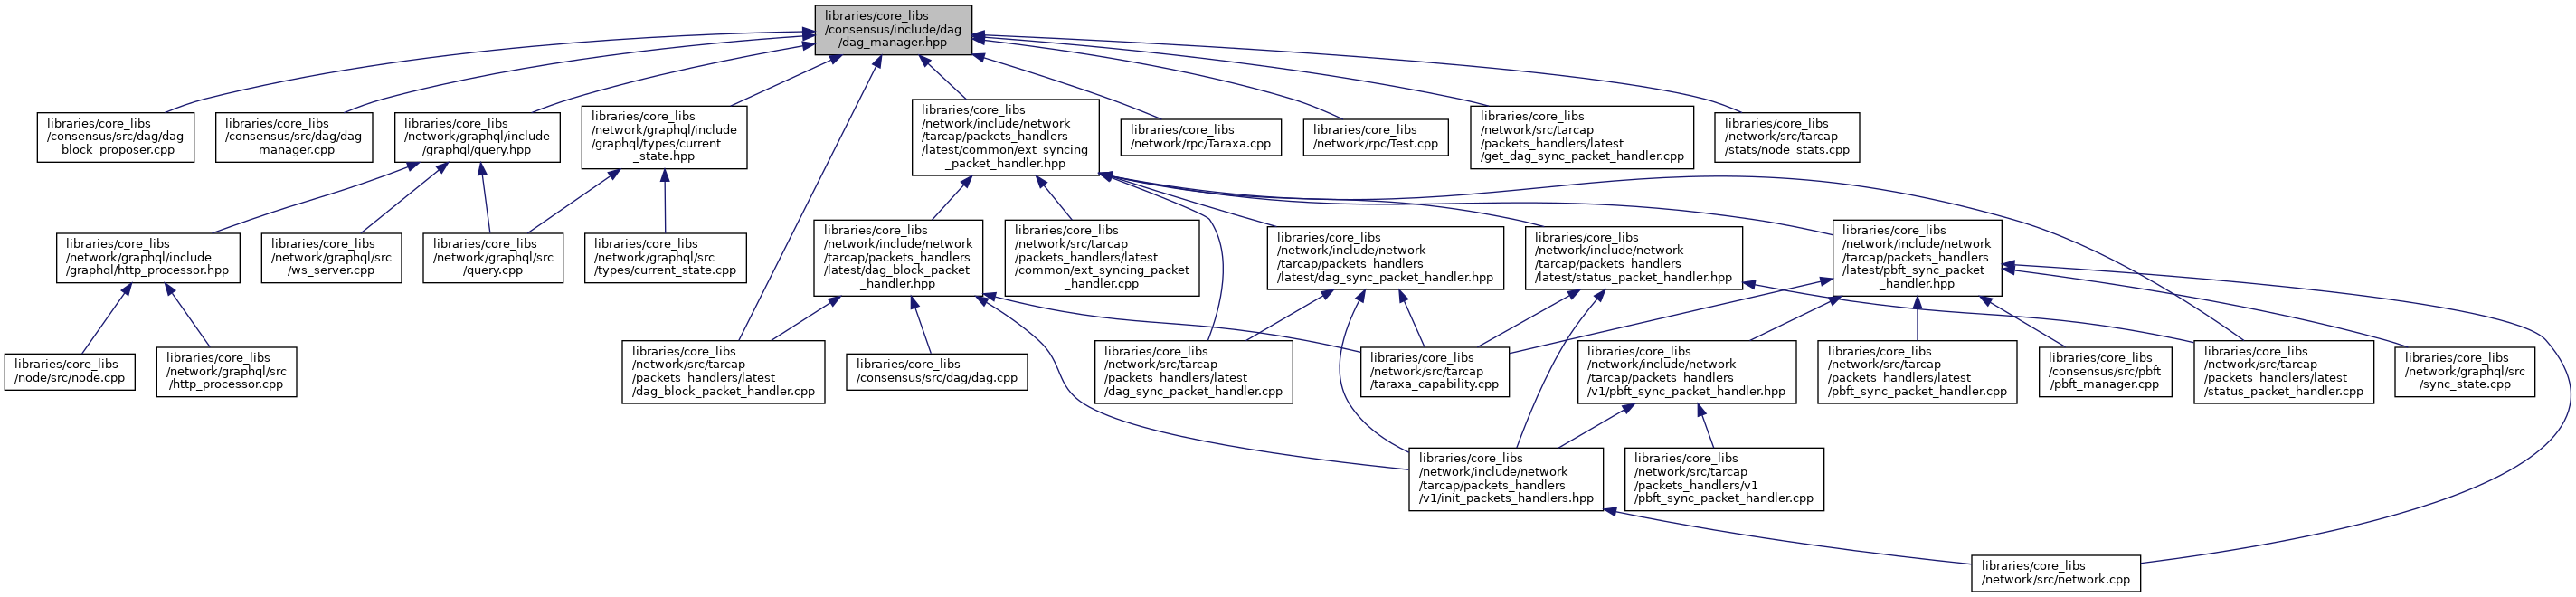 libraries/core_libs
/consensus/include/dag
/dag_manager.hpp
libraries/core_libs
/consensus/src/dag/dag
_block_proposer.cpp
libraries/core_libs
/consensus/src/dag/dag
_manager.cpp
libraries/core_libs
/network/graphql/include
/graphql/query.hpp
libraries/core_libs
/network/graphql/include
/graphql/types/current
_state.hpp
libraries/core_libs
/network/include/network
/tarcap/packets_handlers
/latest/common/ext_syncing
_packet_handler.hpp
libraries/core_libs
/network/rpc/Taraxa.cpp
libraries/core_libs
/network/rpc/Test.cpp
libraries/core_libs
/network/src/tarcap
/packets_handlers/latest
/get_dag_sync_packet_handler.cpp
libraries/core_libs
/network/src/tarcap
/stats/node_stats.cpp
libraries/core_libs
/network/graphql/include
/graphql/http_processor.hpp
libraries/core_libs
/network/graphql/src
/ws_server.cpp
libraries/core_libs
/network/graphql/src
/query.cpp
libraries/core_libs
/network/graphql/src
/types/current_state.cpp
libraries/core_libs
/network/include/network
/tarcap/packets_handlers
/latest/dag_block_packet
_handler.hpp
libraries/core_libs
/network/src/tarcap
/packets_handlers/latest
/common/ext_syncing_packet
_handler.cpp
libraries/core_libs
/network/include/network
/tarcap/packets_handlers
/latest/dag_sync_packet_handler.hpp
libraries/core_libs
/network/include/network
/tarcap/packets_handlers
/latest/status_packet_handler.hpp
libraries/core_libs
/network/include/network
/tarcap/packets_handlers
/latest/pbft_sync_packet
_handler.hpp
libraries/core_libs
/node/src/node.cpp
libraries/core_libs
/network/graphql/src
/http_processor.cpp
libraries/core_libs
/network/src/tarcap
/packets_handlers/latest
/dag_block_packet_handler.cpp
libraries/core_libs
/consensus/src/dag/dag.cpp
libraries/core_libs
/network/src/tarcap
/packets_handlers/latest
/dag_sync_packet_handler.cpp
libraries/core_libs
/network/src/tarcap
/taraxa_capability.cpp
libraries/core_libs
/network/include/network
/tarcap/packets_handlers
/v1/pbft_sync_packet_handler.hpp
libraries/core_libs
/network/src/tarcap
/packets_handlers/latest
/pbft_sync_packet_handler.cpp
libraries/core_libs
/consensus/src/pbft
/pbft_manager.cpp
libraries/core_libs
/network/src/tarcap
/packets_handlers/latest
/status_packet_handler.cpp
libraries/core_libs
/network/graphql/src
/sync_state.cpp
libraries/core_libs
/network/include/network
/tarcap/packets_handlers
/v1/init_packets_handlers.hpp
libraries/core_libs
/network/src/tarcap
/packets_handlers/v1
/pbft_sync_packet_handler.cpp
libraries/core_libs
/network/src/network.cpp